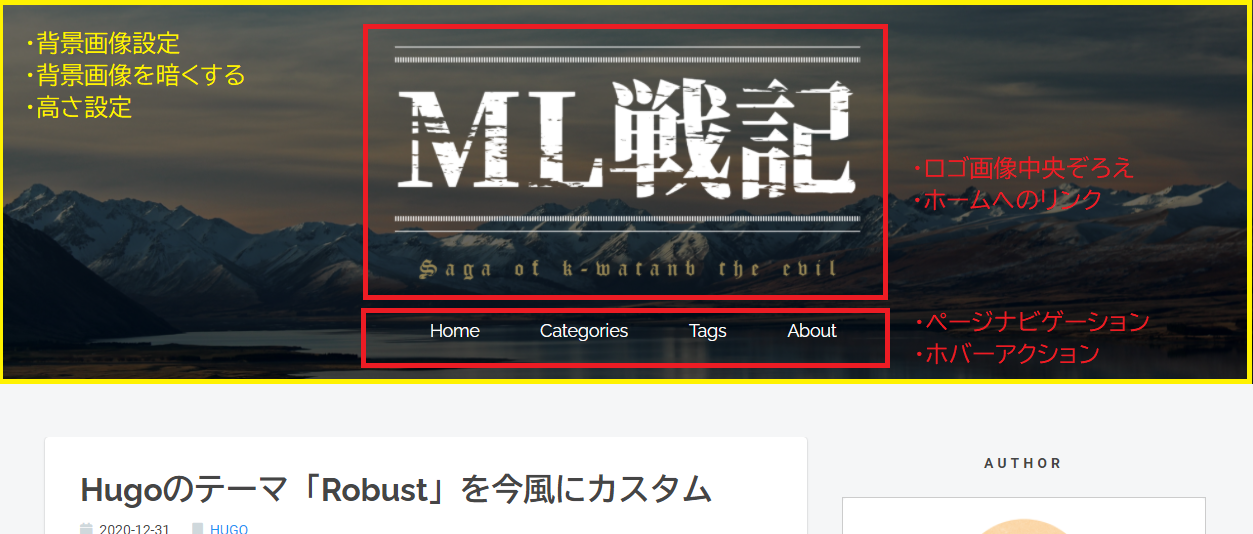 ・背景画像設定
・背景画像を暗くする
・高さ設定
ML戦記
Saga of k-watanb the evil
・ロゴ画像中央ぞろえ
・ホームへのリンク
Home Categories Tags About
・ページナビゲーション
・ホバーアクション
Hugoのテーマ「Robust」を今風にカスタム
2020-12-31 HUGO
AUTHOR